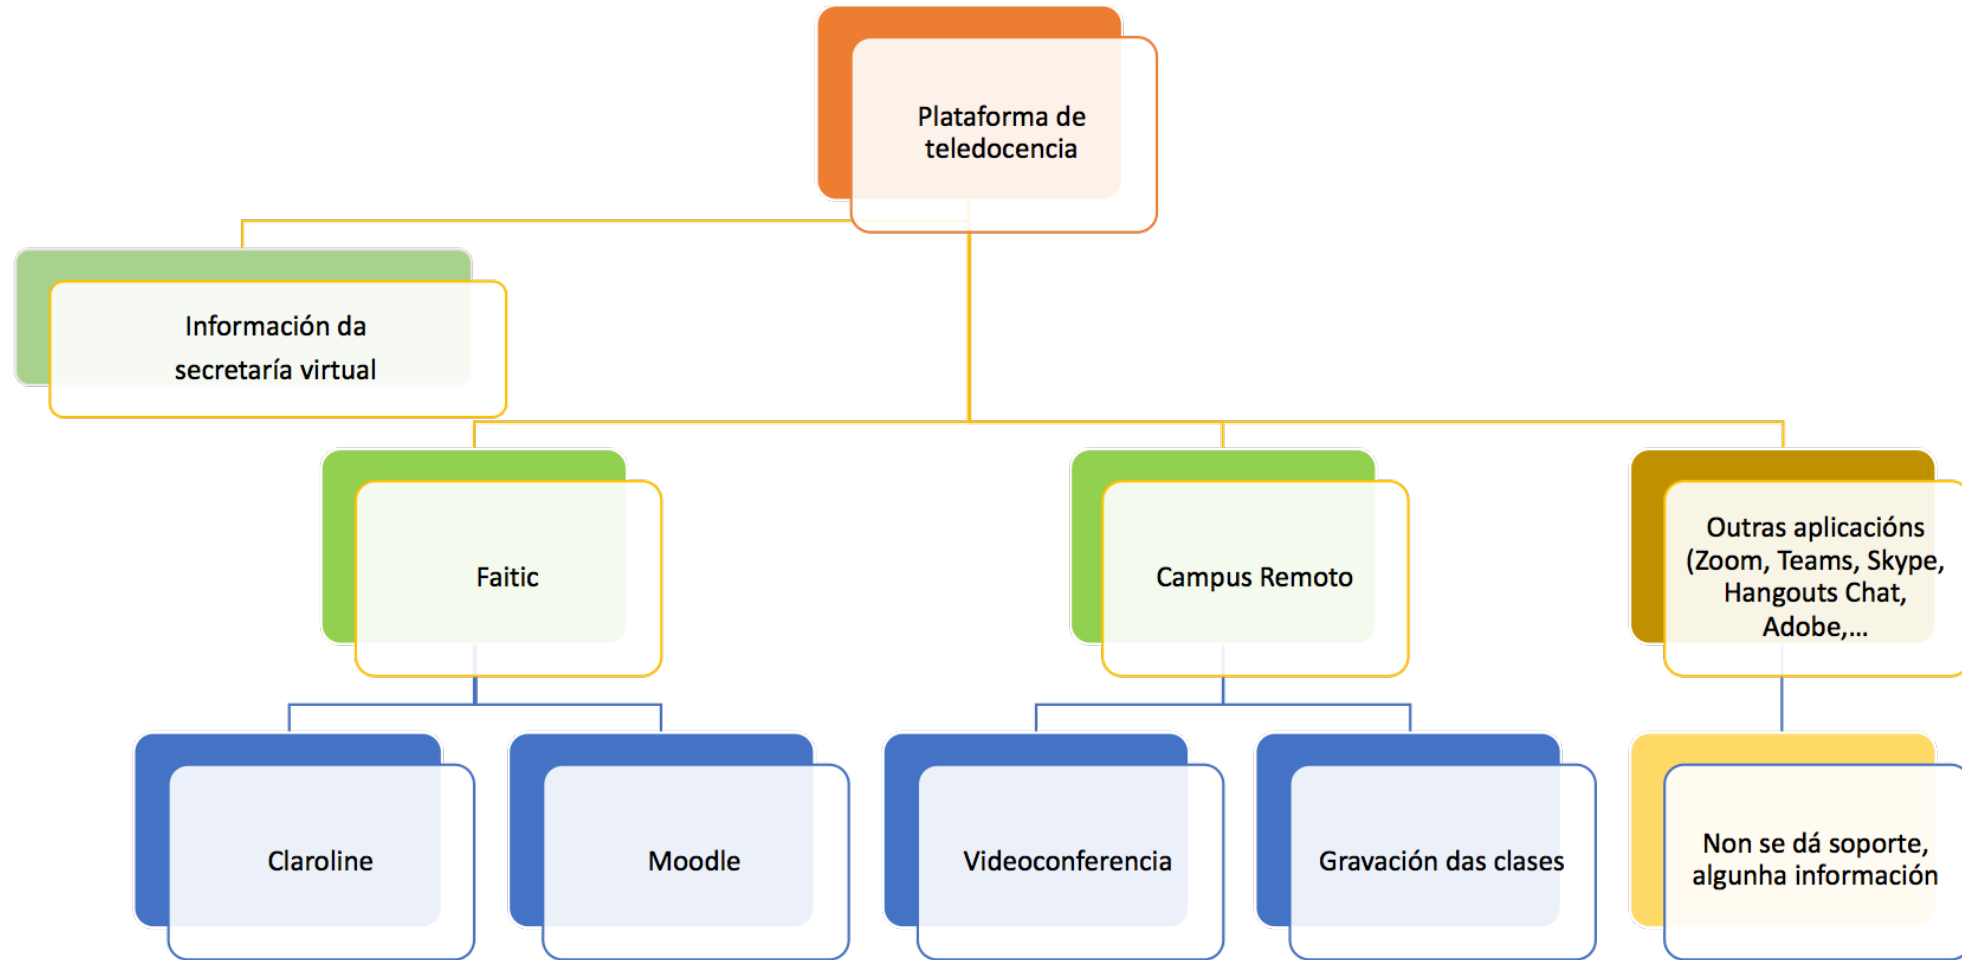 Plataforma de
teledocencia
Información da
secretaría virtual
Faitic
Campus Remoto
Outras aplicacións
(Zoom, Teams, Skype,
Hangouts Chat,
Adobe,...
Claroline
Moodle
Videoconferencia
Gravación das clases
Non se dá soporte,
algunha información